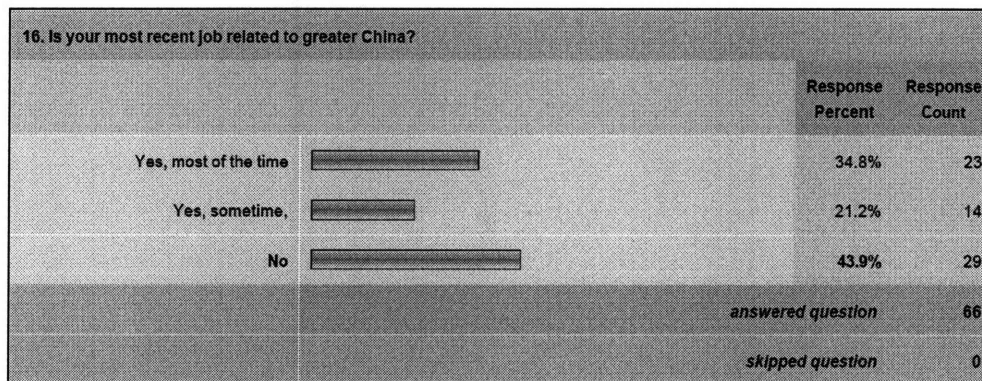 16. Is your most recent job related to greater China?
Response Percent Response Count
Yes, most of the time 34.8% 23
Yes, sometime, 21.2% 14
No 43.9% 29
answered question 66
skipped question 0